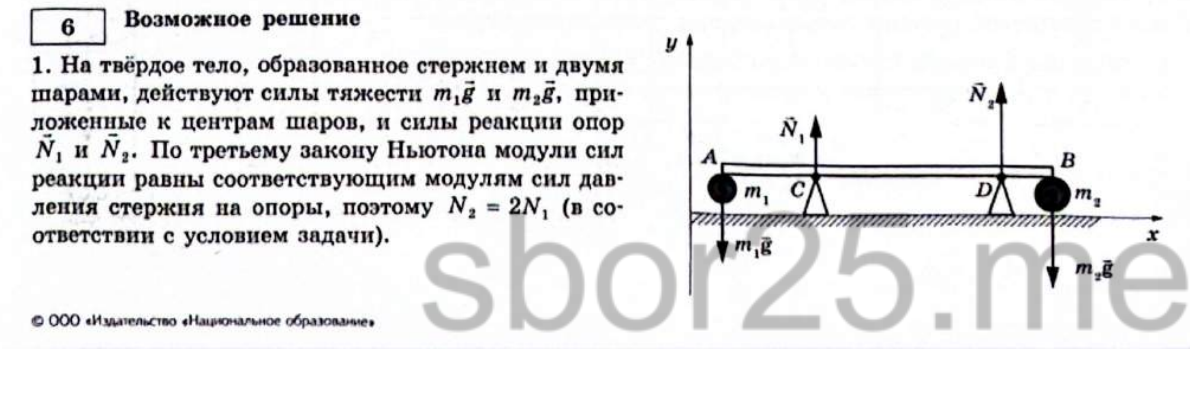 6
Возможное решение
1. На твёрдое тело, образованное стержнем и двумя
шарами, действуют силы тяжести m₁g⃗ и m₂g⃗, при-
ложенные к центрам шаров, и силы реакции опор
N⃗₁ и N⃗₂. По третьему закону Ньютона модули сил
реакции равны соответствующим модулям сил дав-
ления стержня на опоры, поэтому N₂ = 2N₁ (в со-
ответствии с условием задачи).
© ООО «Издательство «Национальное образование»
y
N⃗₂
N⃗₁
A
B
m₁
C
D
m₂
x
m₁g⃗
m₂g⃗
sbor25.me